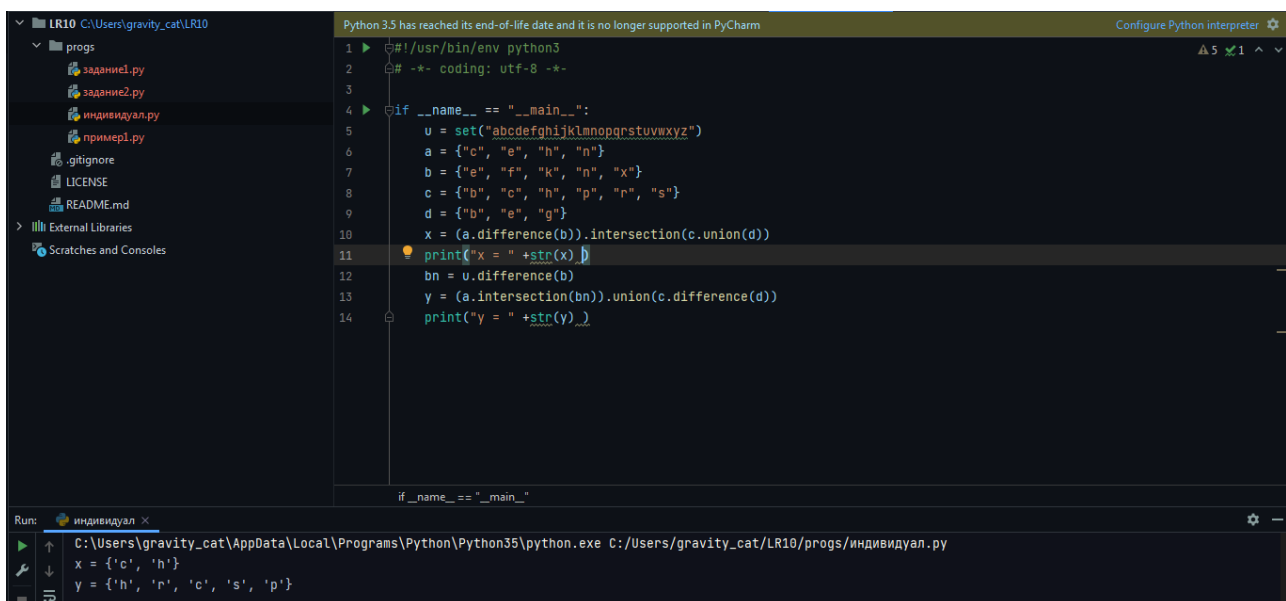 LR10 C:\Users\gravity_cat\LR10
progs
задание1.py
задание2.py
индивидуал.py
пример1.py
.gitignore
LICENSE
README.md
External Libraries
Scratches and Consoles
Python 3.5 has reached its end-of-life date and it is no longer supported in PyCharm
Configure Python interpreter
5 1
1 #!/usr/bin/env python3
2 # -*- coding: utf-8 -*-
3
4 if __name__ == "__main__":
5 u = set("abcdefghijklmnopqrstuvwxyz")
6 a = {"c", "e", "h", "n"}
7 b = {"e", "f", "k", "n", "x"}
8 c = {"b", "c", "h", "p", "r", "s"}
9 d = {"b", "e", "g"}
10 x = (a.difference(b)).intersection(c.union(d))
11 print("x = " +str(x) )
12 bn = u.difference(b)
13 y = (a.intersection(bn)).union(c.difference(d))
14 print("y = " +str(y) )
if __name__ == "__main__"
Run: индивидуал
C:\Users\gravity_cat\AppData\Local\Programs\Python\Python35\python.exe C:/Users/gravity_cat/LR10/progs/индивидуал.py
x = {'c', 'h'}
y = {'h', 'r', 'c', 's', 'p'}